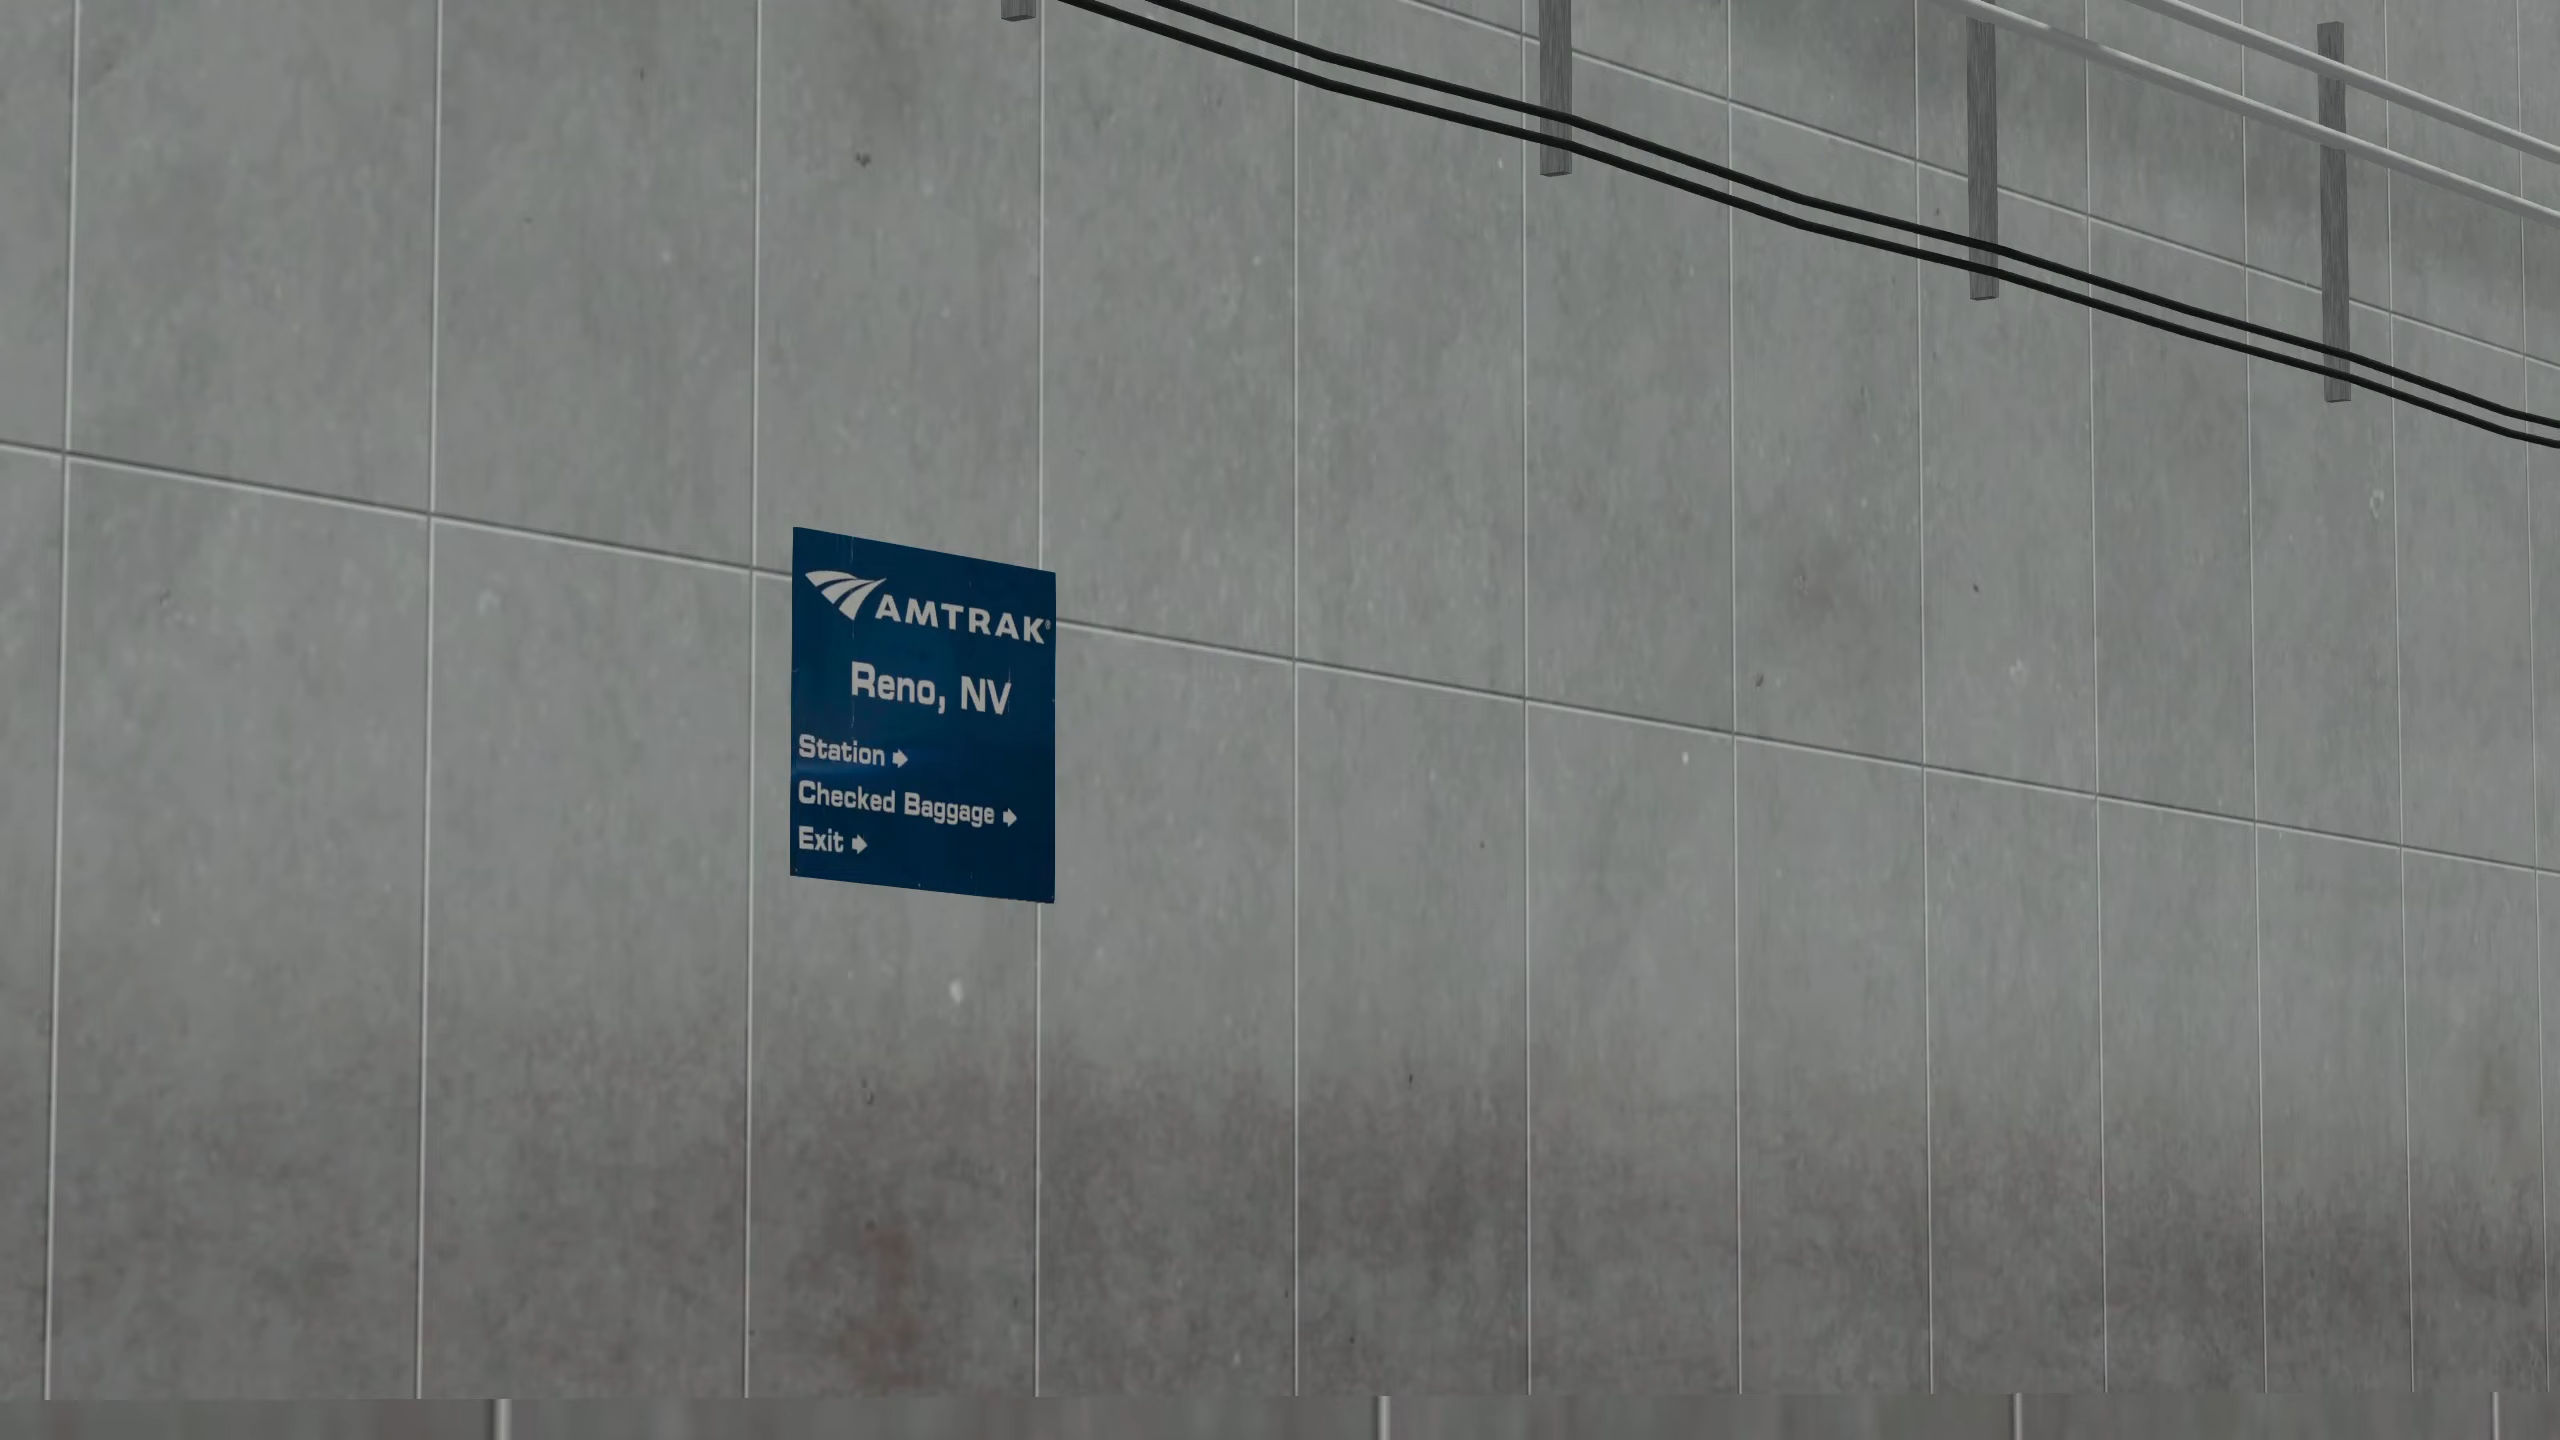 AMTRAK®
Reno, NV
Station →
Checked Baggage →
Exit →